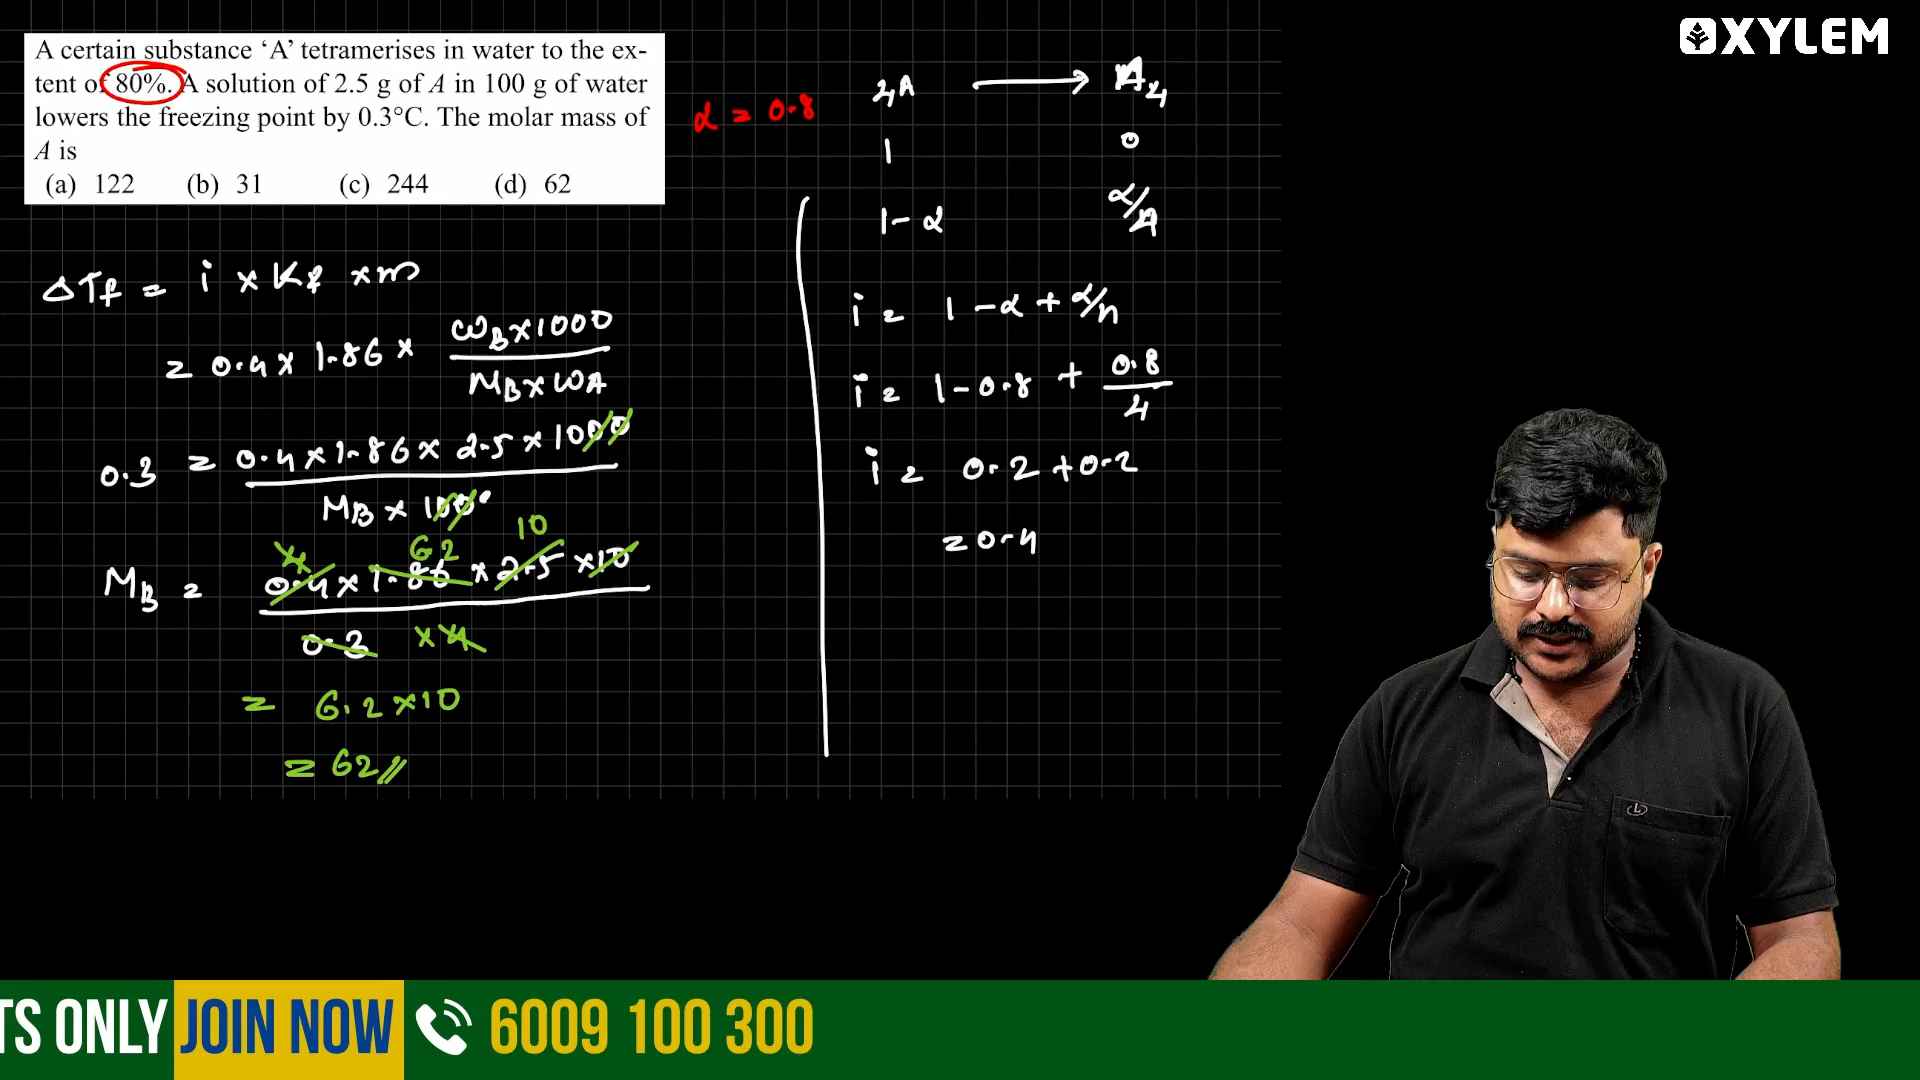 OXYLEM
A certain substance ‘A’ tetramerises in water to the ex-
tent of 80%. A solution of 2.5 g of A in 100 g of water
lowers the freezing point by 0.3°C. The molar mass of
A is
(a) 122 (b) 31 (c) 244 (d) 62
α = 0.8
4A ⟶ A₄
1 0
1-α α/4
ΔTf = i × Kf × m
= 0.4 × 1.86 × (WB × 1000)/(MB × WA)
0.3 = (0.4 × 1.86 × 2.5 × 1000)/(MB × 100)
4 62 10
MB = (0.4 × 1.86 × 2.5 × 10)/(0.3 × 4)
= 6.2 × 10
= 62//
i = 1 - α + α/n
i = 1 - 0.8 + 0.8/4
i = 0.2 + 0.2
= 0.4
TS ONLY JOIN NOW 6009 100 300